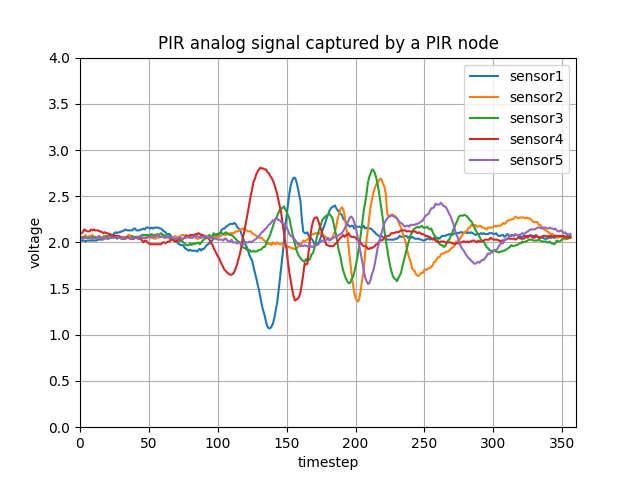 PIR analog signal captured by a PIR node
4.0
3.5
3.0
2.5
2.0
1.5
1.0
0.5
0.0
voltage
sensor1
sensor2
sensor3
sensor4
sensor5
0 50 100 150 200 250 300 350
timestep